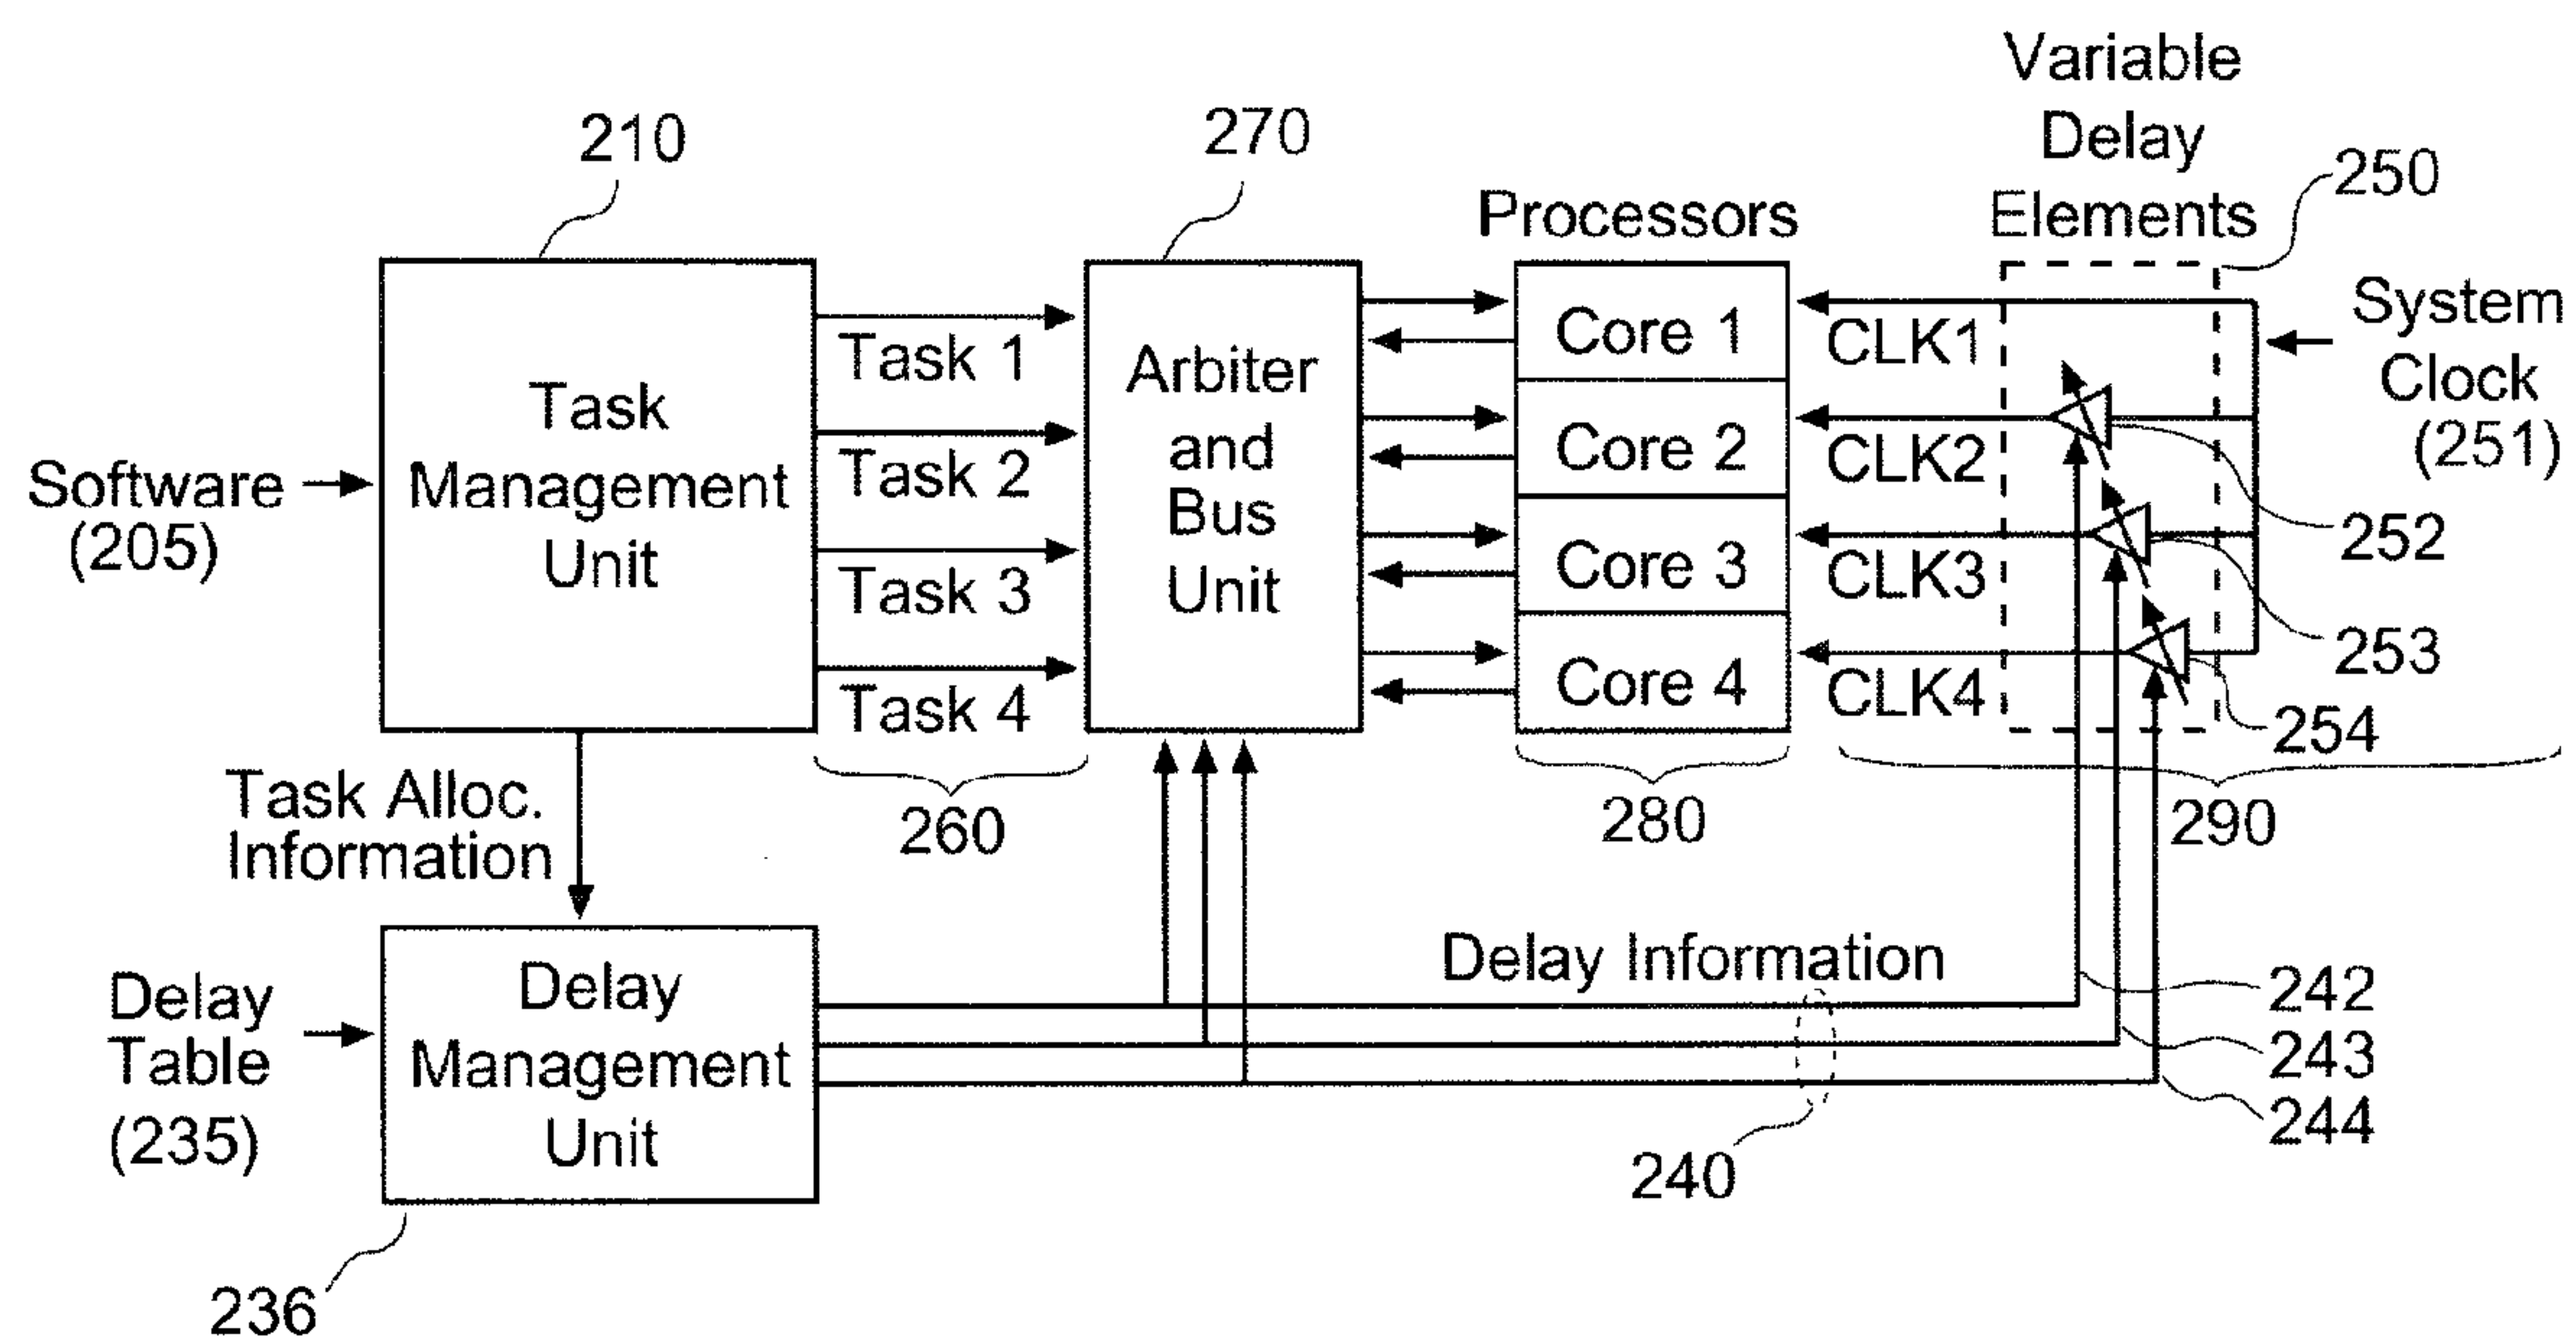 Variable
Delay
Elements
210
270
250
Processors
System
Clock
(251)
Software
(205)
Task
Management
Unit
Task 1
Task 2
Task 3
Task 4
Arbiter
and
Bus
Unit
Core 1
Core 2
Core 3
Core 4
CLK1
CLK2
CLK3
CLK4
252
253
254
260
280
290
Task Alloc.
Information
Delay
Table
(235)
Delay
Management
Unit
Delay Information
242
243
244
240
236